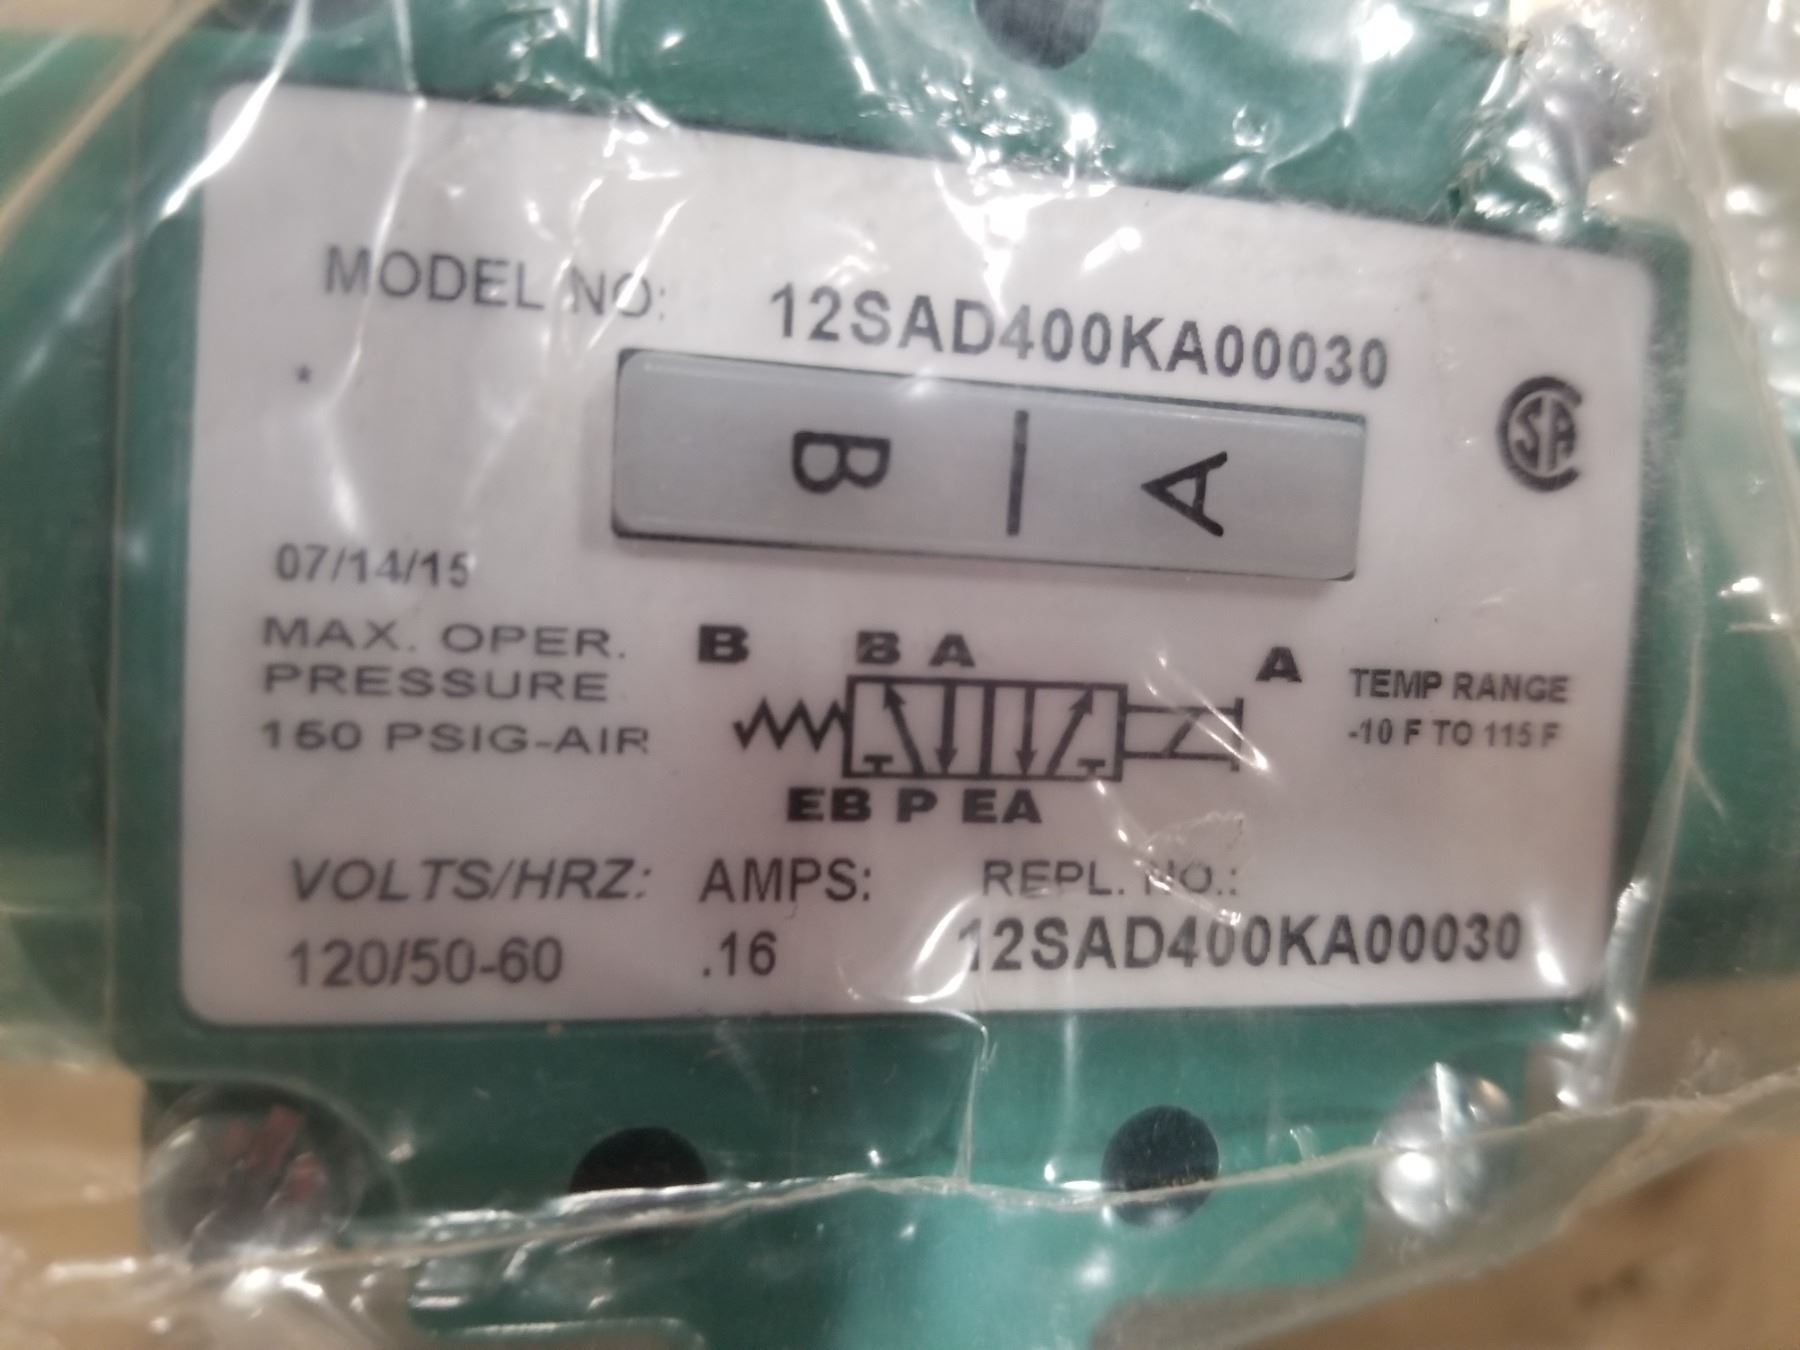 MODEL NO: 12SAD400KA00030
*
B | A
CSA
07/14/15
MAX. OPER.
PRESSURE
150 PSIG-AIR
B B A A
EB P EA
TEMP RANGE
-10 F TO 115 F
VOLTS/HRZ: AMPS: REPL. NO.:
120/50-60 .16 12SAD400KA00030